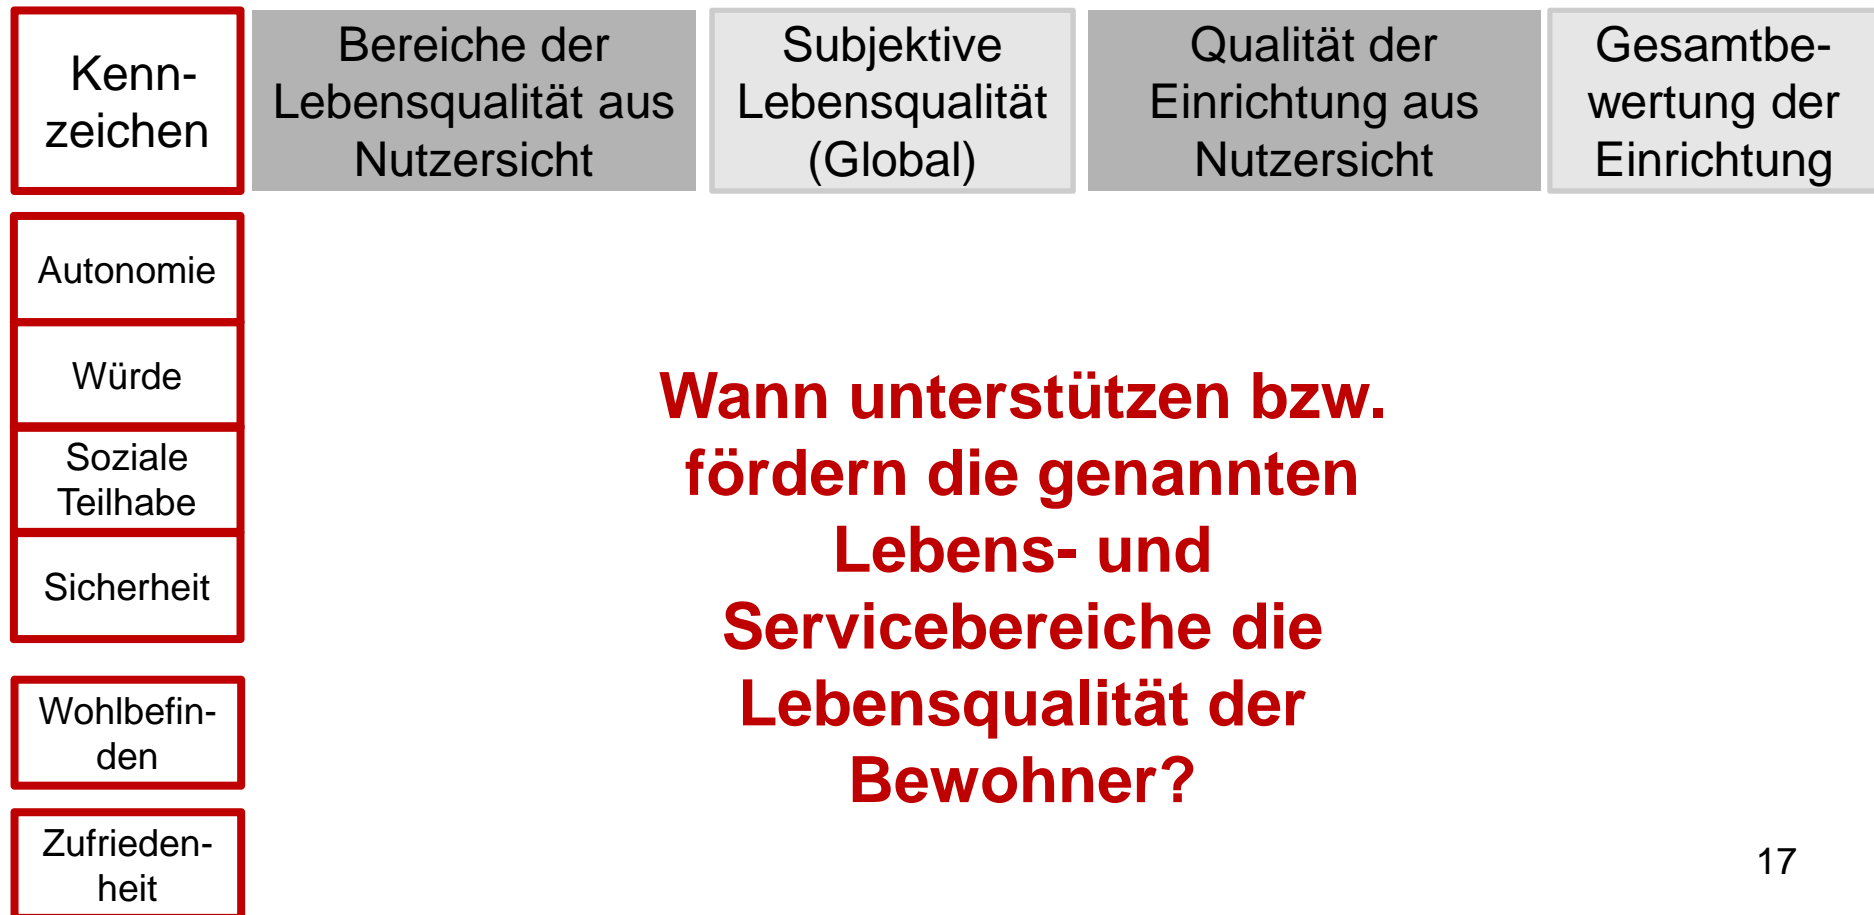 Kenn-
zeichen
Bereiche der
Lebensqualität aus
Nutzersicht
Subjektive
Lebensqualität
(Global)
Qualität der
Einrichtung aus
Nutzersicht
Gesamtbe-
wertung der
Einrichtung
Autonomie
Würde
Soziale
Teilhabe
Sicherheit
Wohlbefin-
den
Zufrieden-
heit
Wann unterstützen bzw.
fördern die genannten
Lebens- und
Servicebereiche die
Lebensqualität der
Bewohner?
17